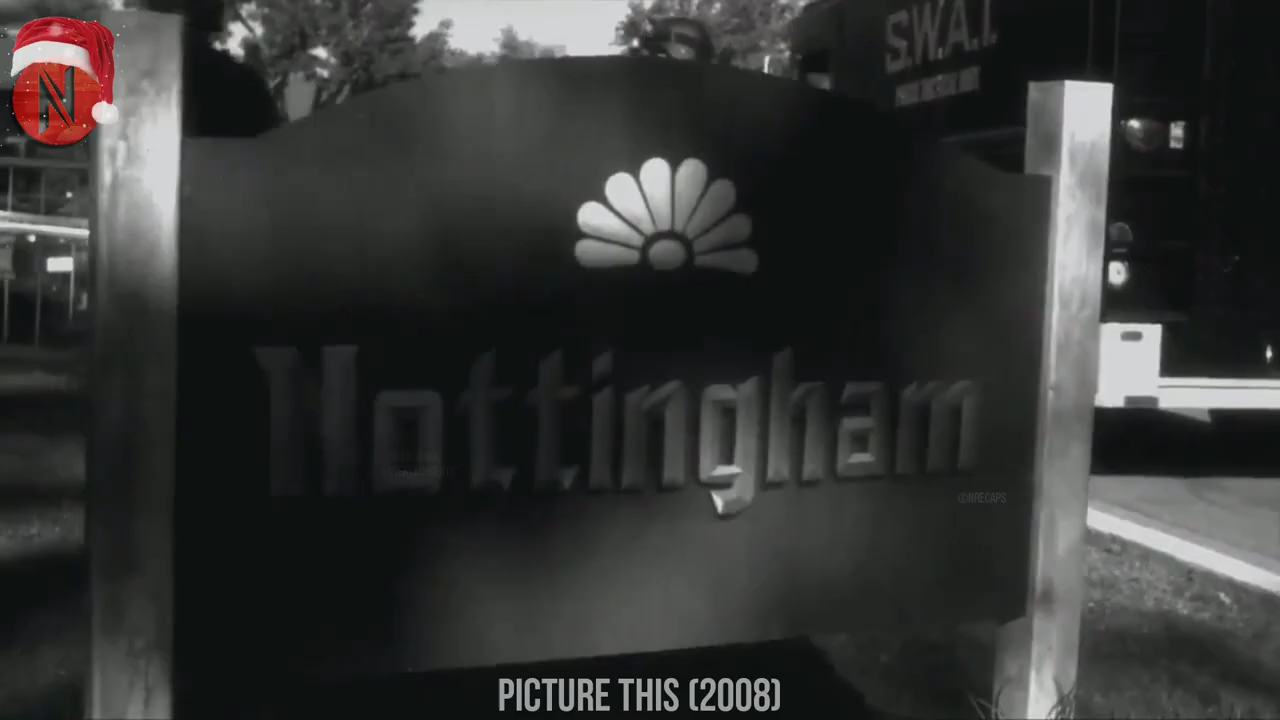 N
S.W.A.T.
Nottingham
©NRECAPS
PICTURE THIS (2008)